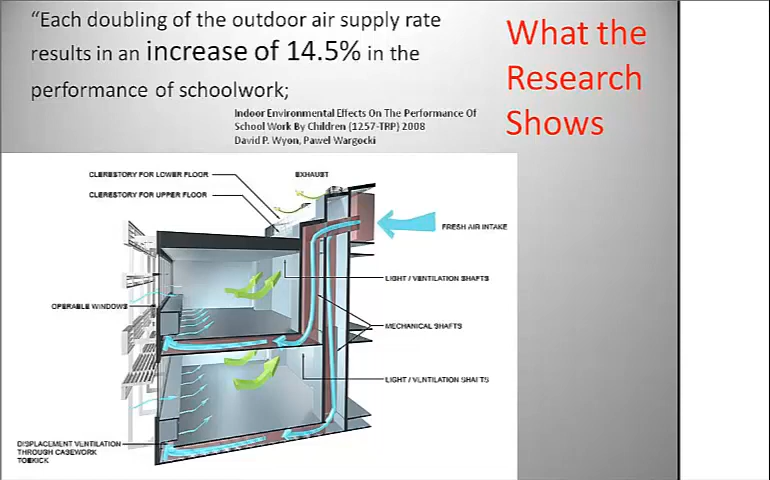 “Each doubling of the outdoor air supply rate
results in an increase of 14.5% in the
performance of schoolwork;
What the
Research
Shows
Indoor Environmental Effects On The Performance Of
School Work By Children (1257-TRP) 2008
David P. Wyon, Pawel Wargocki
CLERESTORY FOR LOWER FLOOR
EXHAUST
CLERESTORY FOR UPPER FLOOR
FRESH AIR INTAKE
LIGHT / VENTILATION SHAFTS
OPERABLE WINDOWS
MECHANICAL SHAFTS
LIGHT / VENTILATION SHAFTS
DISPLACEMENT VENTILATION
THROUGH CASEWORK
TOEKICK